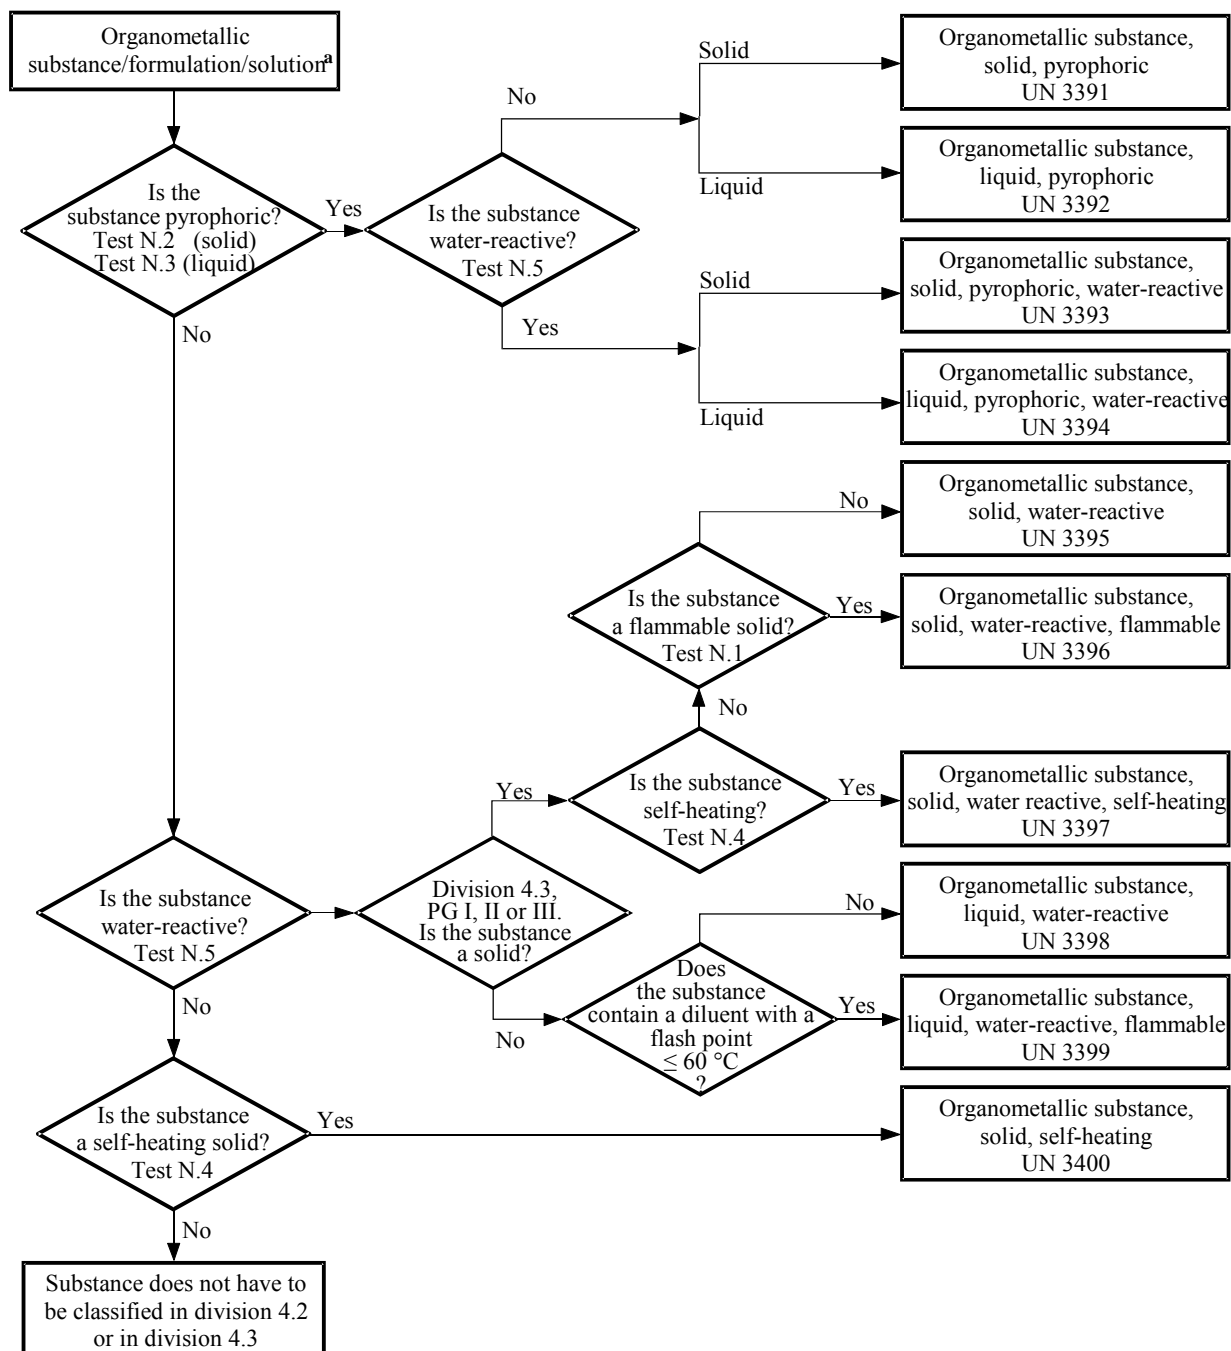 Organometallic
substance/formulation/solutionᵃ
No
Solid
Liquid
Organometallic substance,
solid, pyrophoric
UN 3391
Organometallic substance,
liquid, pyrophoric
UN 3392
Is the
substance pyrophoric?
Test N.2 (solid)
Test N.3 (liquid)
Yes
Is the substance
water-reactive?
Test N.5
Yes
Solid
Liquid
Organometallic substance,
solid, pyrophoric, water-reactive
UN 3393
Organometallic substance,
liquid, pyrophoric, water-reactive
UN 3394
No
No
Organometallic substance,
solid, water-reactive
UN 3395
Is the substance
a flammable solid?
Test N.1
Yes
Organometallic substance,
solid, water-reactive, flammable
UN 3396
No
Yes
Is the substance
self-heating?
Test N.4
Yes
Organometallic substance,
solid, water reactive, self-heating
UN 3397
Is the substance
water-reactive?
Test N.5
Division 4.3,
PG I, II or III.
Is the substance
a solid?
No
Organometallic substance,
liquid, water-reactive
UN 3398
No
No
Does
the substance
contain a diluent with a
flash point
≤ 60 °C
?
Yes
Organometallic substance,
liquid, water-reactive, flammable
UN 3399
Is the substance
a self-heating solid?
Test N.4
Yes
Organometallic substance,
solid, self-heating
UN 3400
No
Substance does not have to
be classified in division 4.2
or in division 4.3